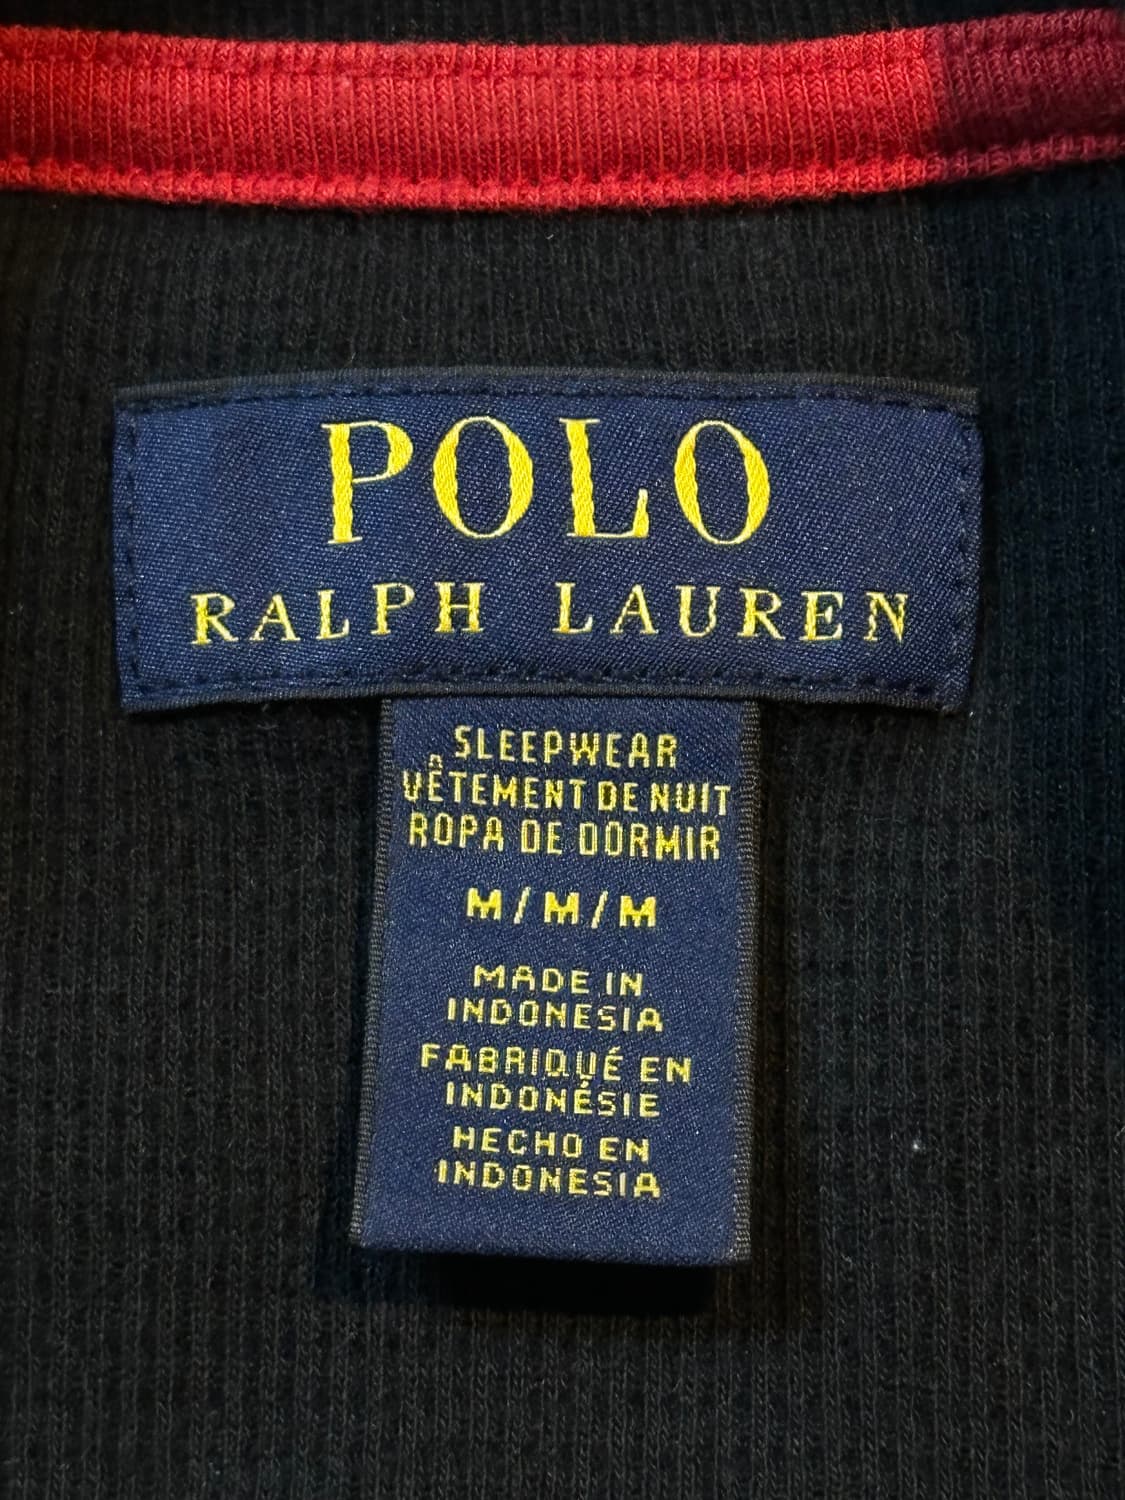 POLO
RALPH LAUREN
SLEEPWEAR
VÊTEMENT DE NUIT
ROPA DE DORMIR
M/M/M
MADE IN
INDONESIA
FABRIQUÉ EN
INDONÉSIE
HECHO EN
INDONESIA